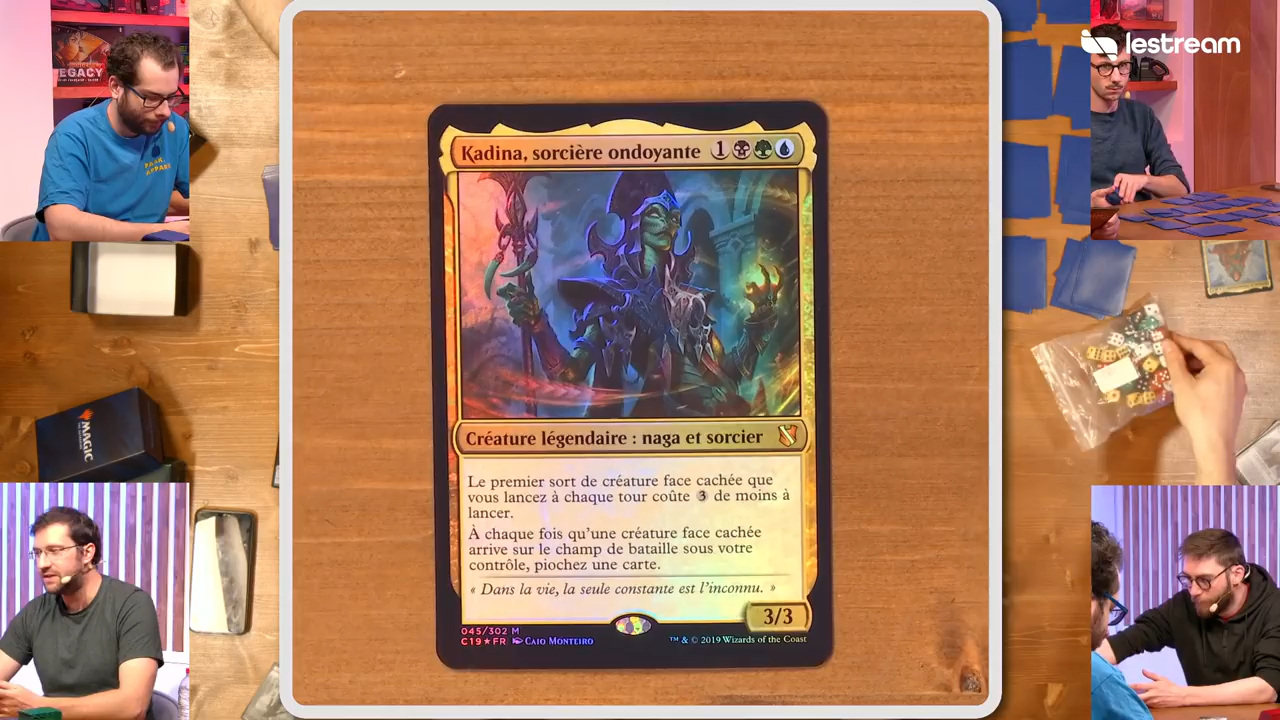 EGACY
PARK
lestream
MAGIC
Kadina, sorcière ondoyante 1
Créature légendaire : naga et sorcier
Le premier sort de créature face cachée que
vous lancez à chaque tour coûte 3 de moins à
lancer.
À chaque fois qu'une créature face cachée
arrive sur le champ de bataille sous votre
contrôle, piochez une carte.
« Dans la vie, la seule constante est l'inconnu. »
3/3
045/302 M
C19★FR CAIO MONTEIRO
™ & © 2019 Wizards of the Coast